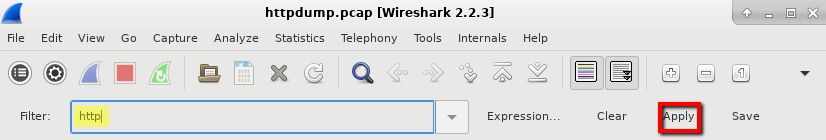 httpdump.pcap [Wireshark 2.2.3]
File Edit View Go Capture Analyze Statistics Telephony Tools Internals Help
Filter: http Expression... Clear Apply Save